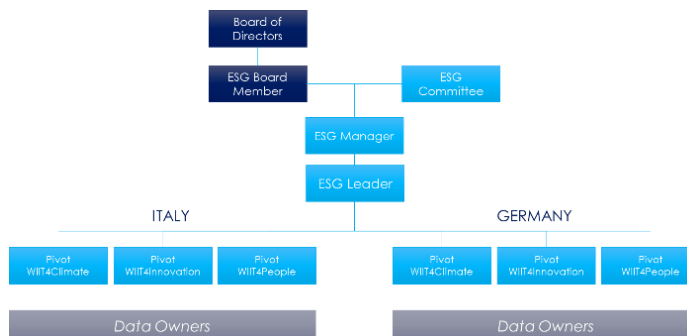 Board of
Directors
ESG Board
Member
ESG
Committee
ESG Manager
ESG Leader
ITALY
GERMANY
Pivot
WIIT4Climate
Pivot
WIIT4Innovation
Pivot
WIIT4People
Pivot
WIIT4Climate
Pivot
WIIT4Innovation
Pivot
WIIT4People
Data Owners
Data Owners